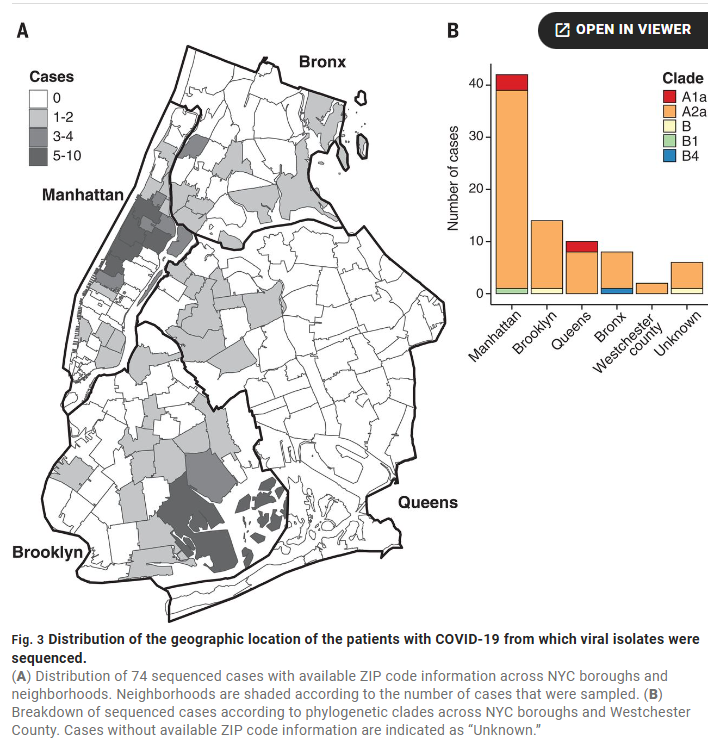 A
B
OPEN IN VIEWER
Bronx
Cases
0
1-2
3-4
5-10
Manhattan
Queens
Brooklyn
Number of cases
40
30
20
10
0
Clade
A1a
A2a
B
B1
B4
Manhattan
Brooklyn
Queens
Bronx
Westchester
county
Unknown
Fig. 3 Distribution of the geographic location of the patients with COVID-19 from which viral isolates were
sequenced.
(A) Distribution of 74 sequenced cases with available ZIP code information across NYC boroughs and
neighborhoods. Neighborhoods are shaded according to the number of cases that were sampled. (B)
Breakdown of sequenced cases according to phylogenetic clades across NYC boroughs and Westchester
County. Cases without available ZIP code information are indicated as “Unknown.”